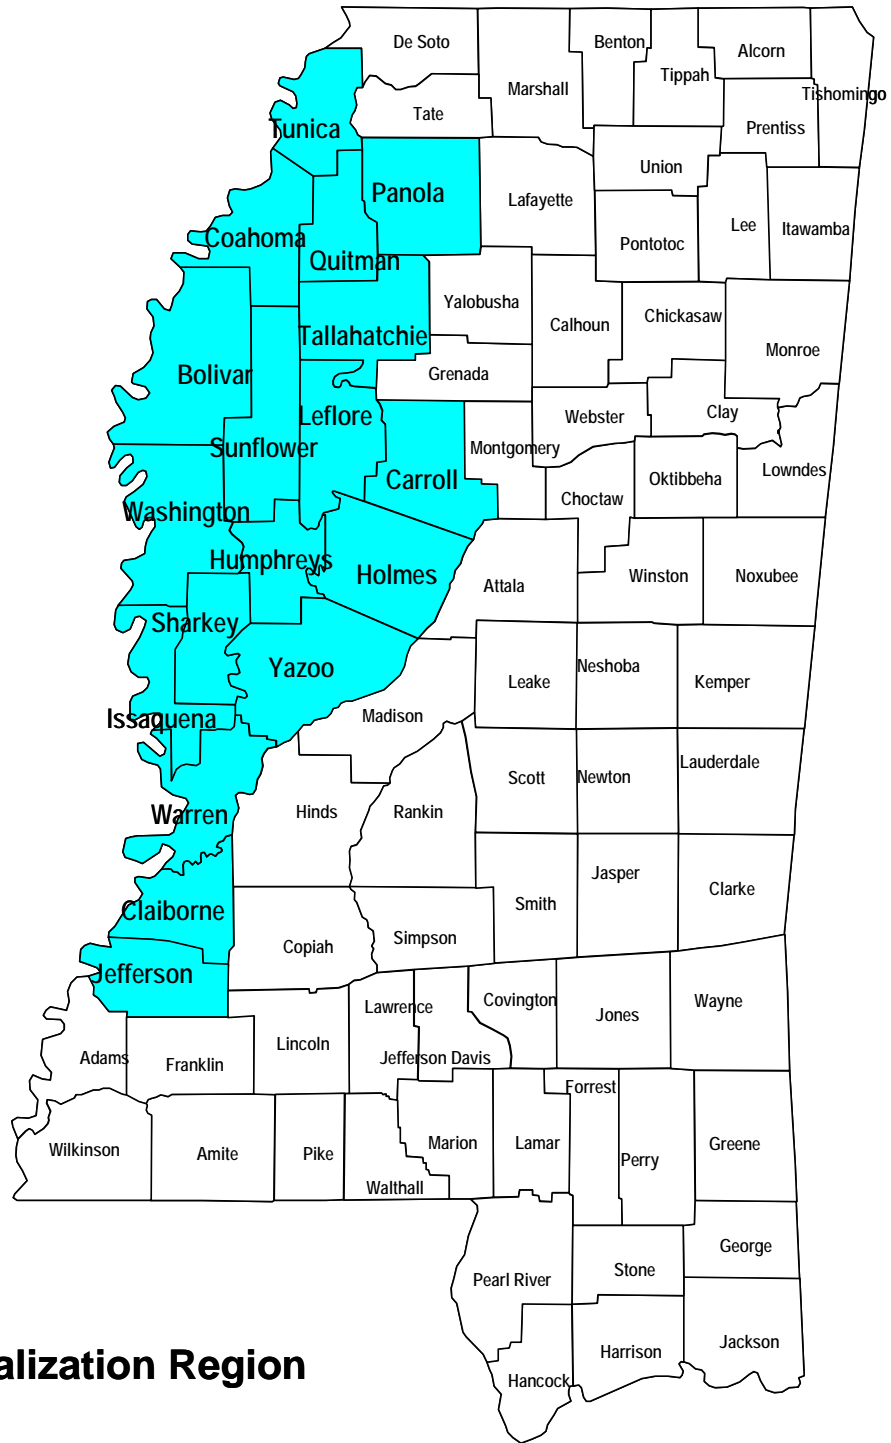 De Soto
Benton
Alcorn
Tippah
Marshall
Tishomingo
Tate
Tunica
Prentiss
Union
Panola
Lafayette
Lee
Itawamba
Coahoma
Pontotoc
Quitman
Yalobusha
Chickasaw
Calhoun
Tallahatchie
Monroe
Grenada
Bolivar
Leflore
Webster
Clay
Sunflower
Montgomery
Lowndes
Carroll
Oktibbeha
Choctaw
Washington
Humphreys
Holmes
Winston
Noxubee
Attala
Sharkey
Yazoo
Neshoba
Leake
Kemper
Issaquena
Madison
Lauderdale
Scott
Newton
Warren
Hinds
Rankin
Jasper
Clarke
Smith
Claiborne
Simpson
Copiah
Jefferson
Lawrence
Covington
Wayne
Jones
Lincoln
Adams
Franklin
Jefferson Davis
Forrest
Wilkinson
Amite
Pike
Marion
Lamar
Greene
Perry
Walthall
George
Pearl River
Stone
Jackson
Harrison
Hancock
alization Region